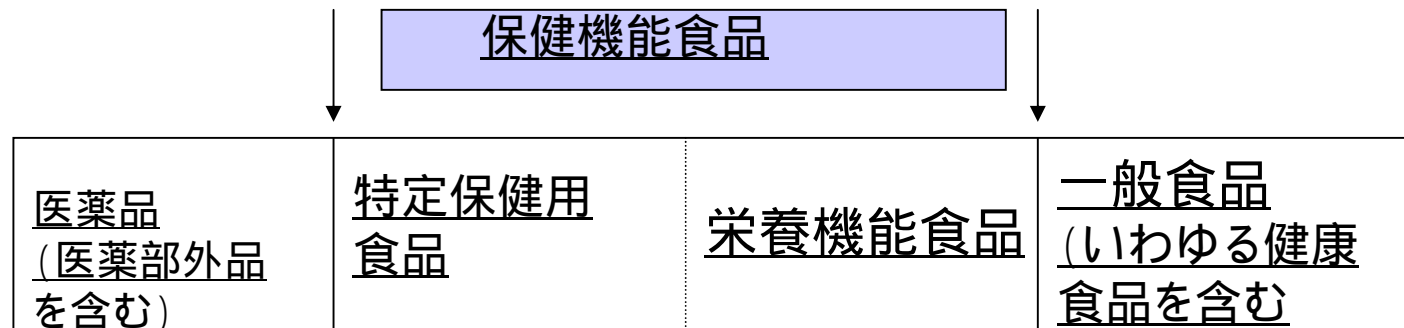 保健機能食品
医薬品
(医薬部外品
を含む)
特定保健用
食品
栄養機能食品
一般食品
(いわゆる健康
食品を含む